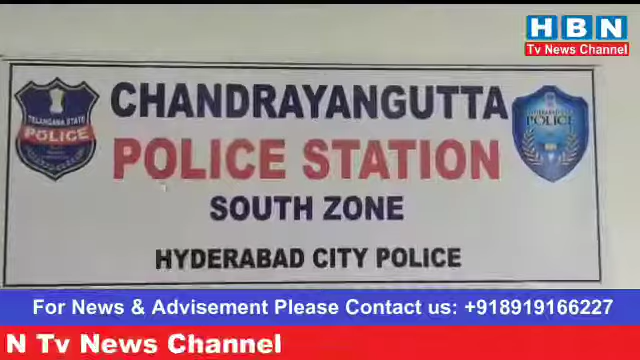 HBN
Tv News Channel
CHANDRAYANGUTTA
TELANGANA STATE
POLICE
POLICE
POLICE STATION
SOUTH ZONE
HYDERABAD CITY POLICE
For News & Advisement Please Contact us: +918919166227
N Tv News Channel